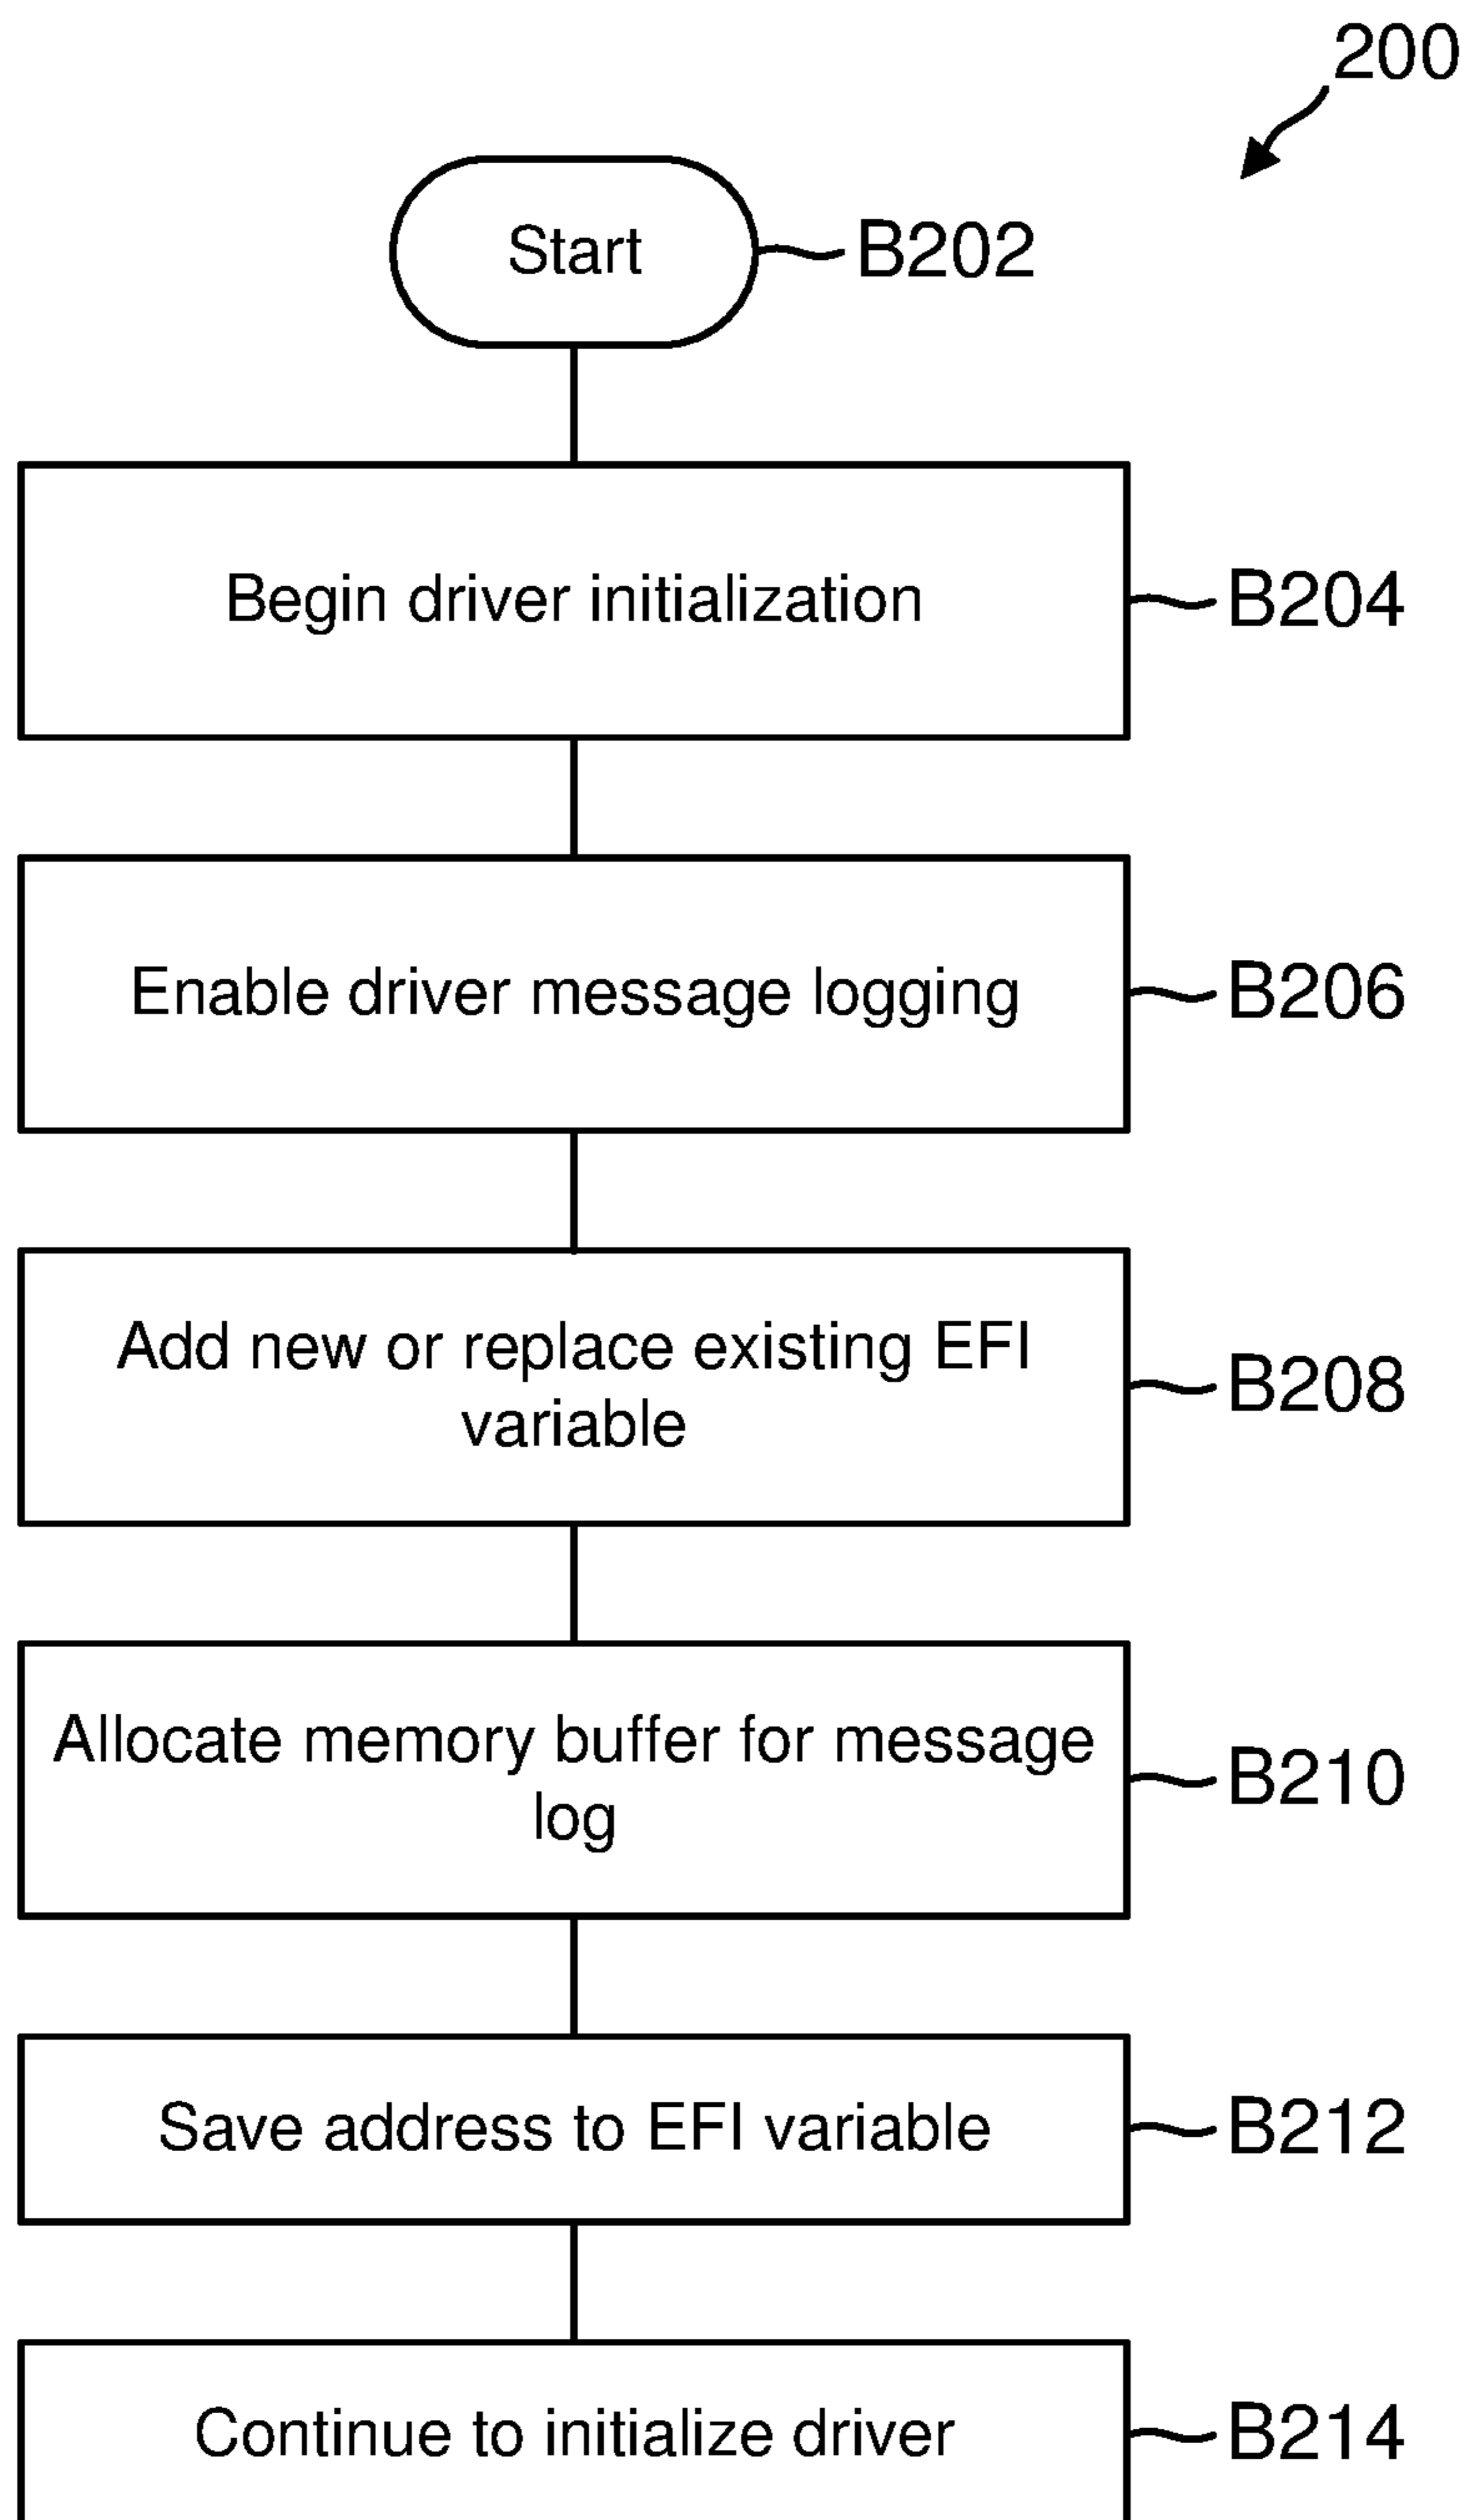 200
Start
B202
Begin driver initialization
B204
Enable driver message logging
B206
Add new or replace existing EFI
variable
B208
Allocate memory buffer for message
log
B210
Save address to EFI variable
B212
Continue to initialize driver
B214